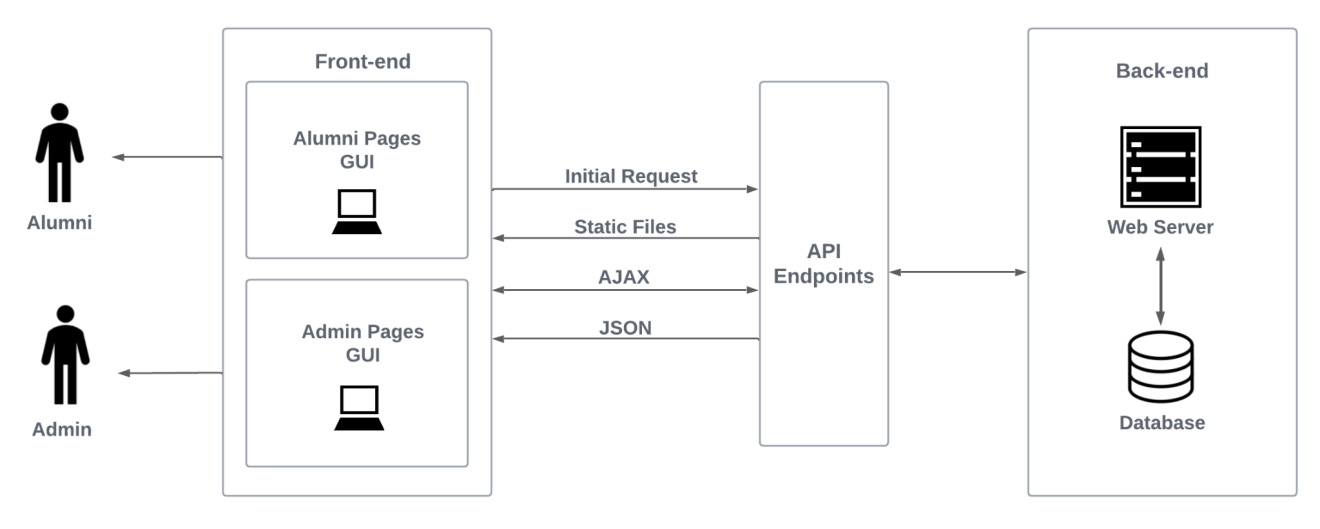 Front-end
Alumni Pages
GUI
Admin Pages
GUI
Alumni
Admin
Initial Request
Static Files
AJAX
JSON
API
Endpoints
Back-end
Web Server
Database